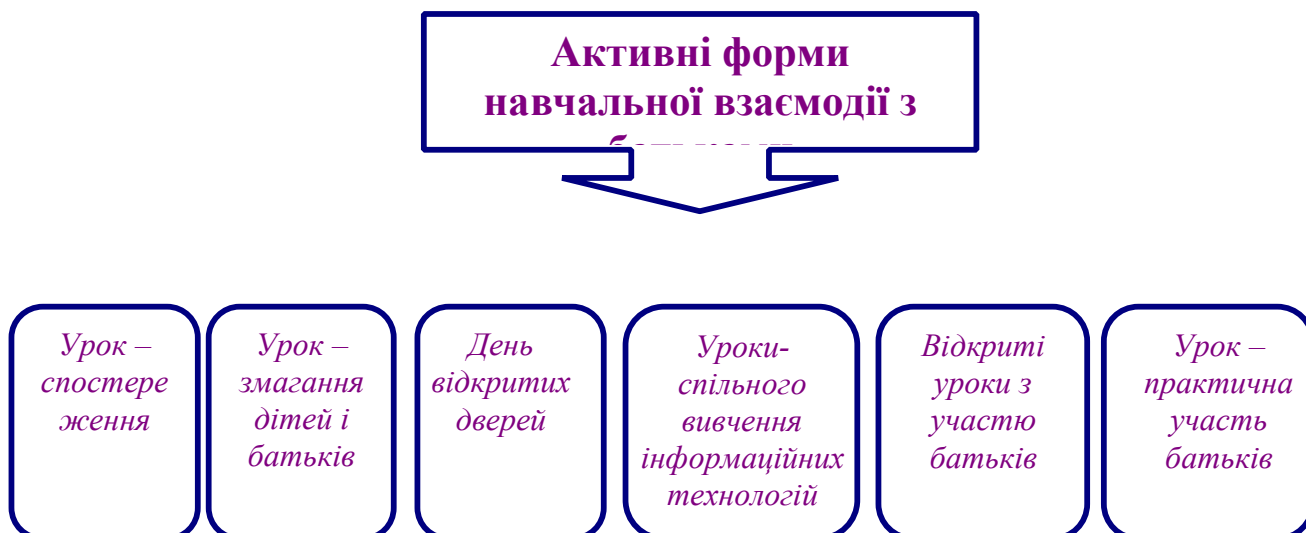 Активні форми
навчальної взаємодії з
Урок –
спостере
ження
Урок –
змагання
дітей і
батьків
День
відкритих
дверей
Уроки-
спільного
вивчення
інформаційних
технологій
Відкриті
уроки з
участю
батьків
Урок –
практична
участь
батьків